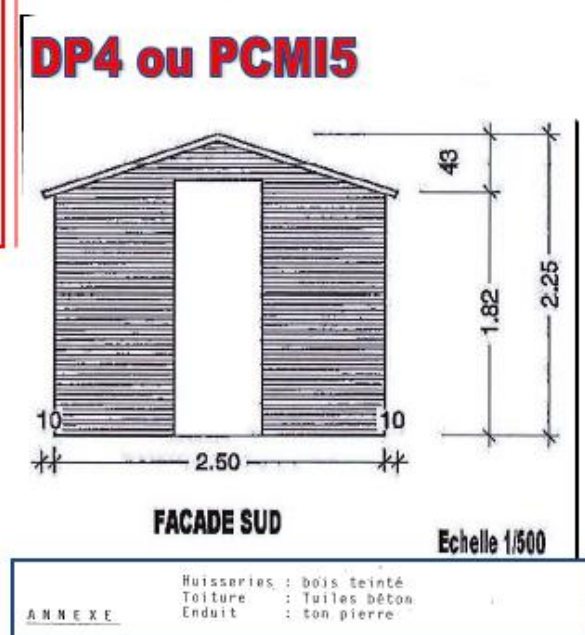 DP4 ou PCMI5
43
1.82
2.25
10
10
2.50
FACADE SUD
Echelle 1/500
Huisseries : bois teinté
Toiture : Tuiles béton
Enduit : ton pierre
ANNEXE